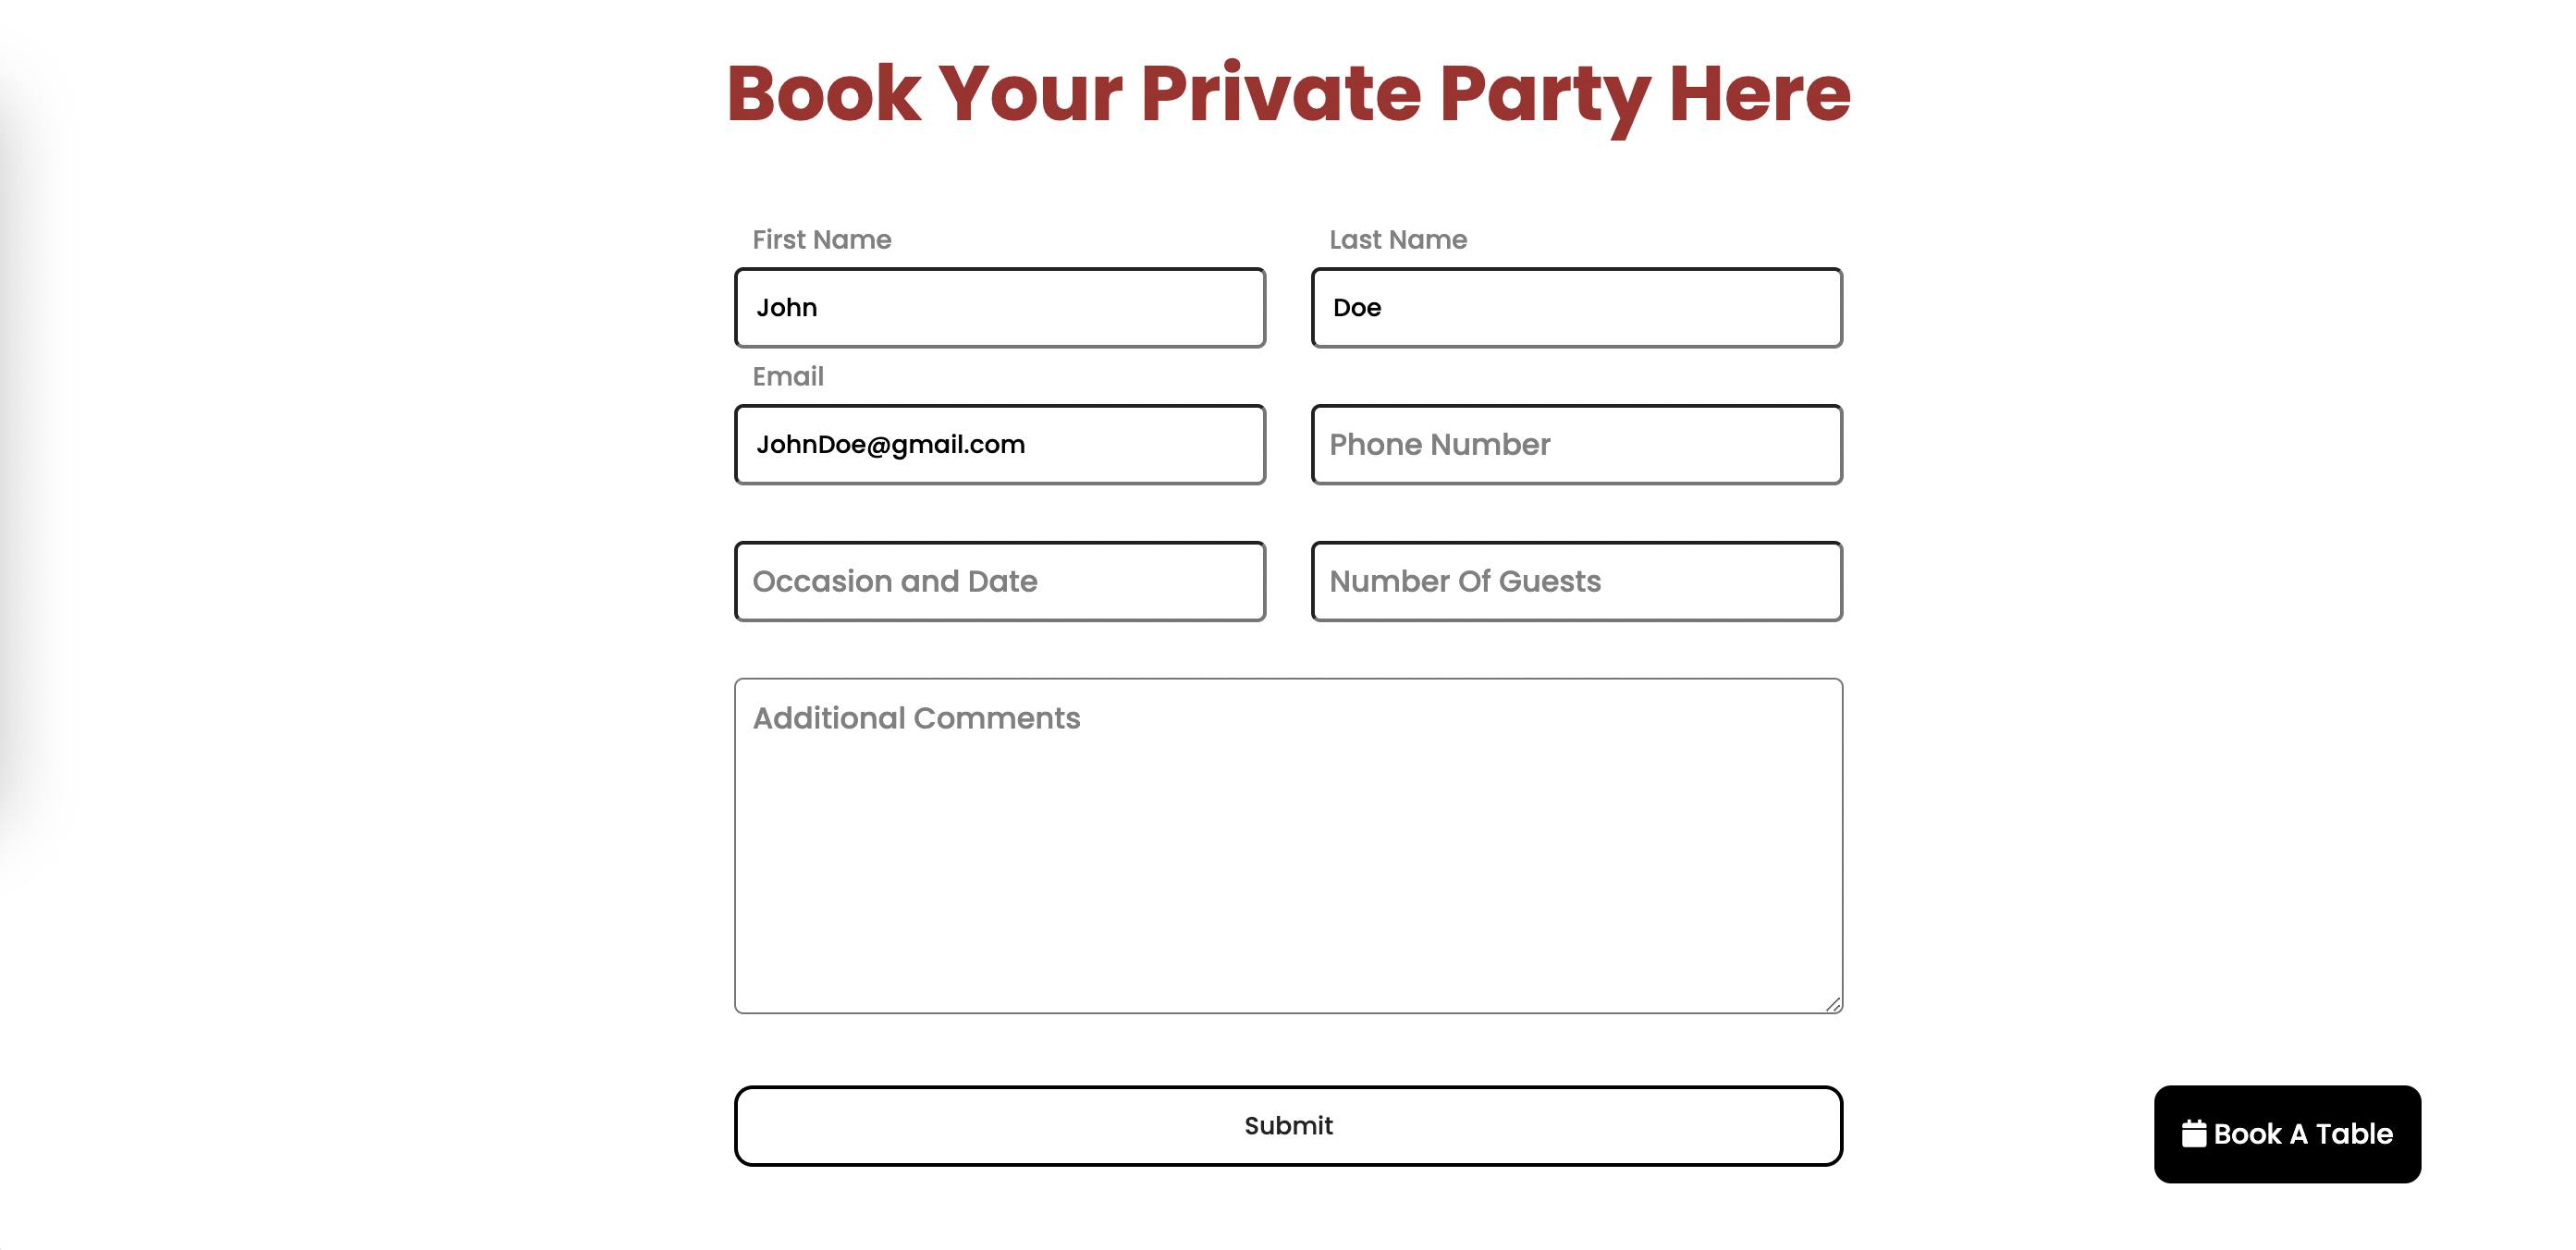 Book Your Private Party Here
First Name
Last Name
John
Doe
Email
JohnDoe@gmail.com
Phone Number
Occasion and Date
Number Of Guests
Additional Comments
Submit
Book A Table